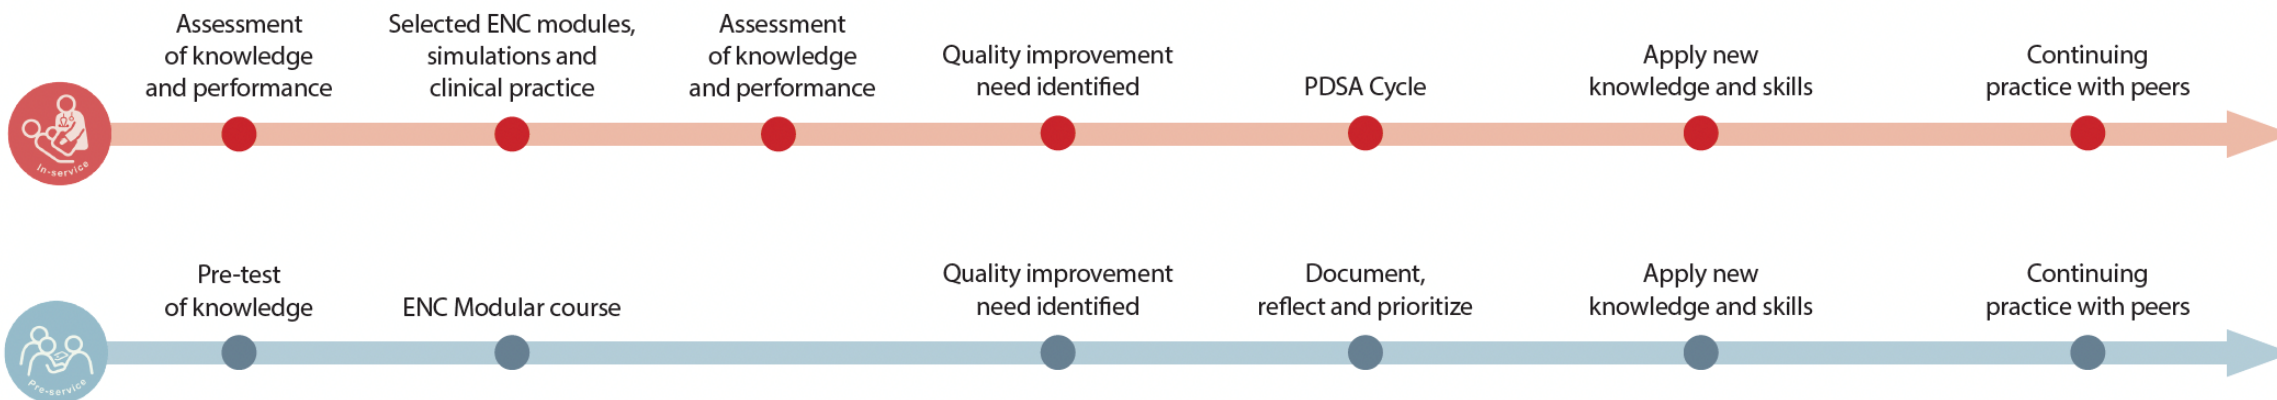 Assessment
of knowledge
and performance
Selected ENC modules,
simulations and
clinical practice
Assessment
of knowledge
and performance
Quality improvement
need identified
PDSA Cycle
Apply new
knowledge and skills
Continuing
practice with peers
In-service
Pre-test
of knowledge
ENC Modular course
Quality improvement
need identified
Document,
reflect and prioritize
Apply new
knowledge and skills
Continuing
practice with peers
Pre-service